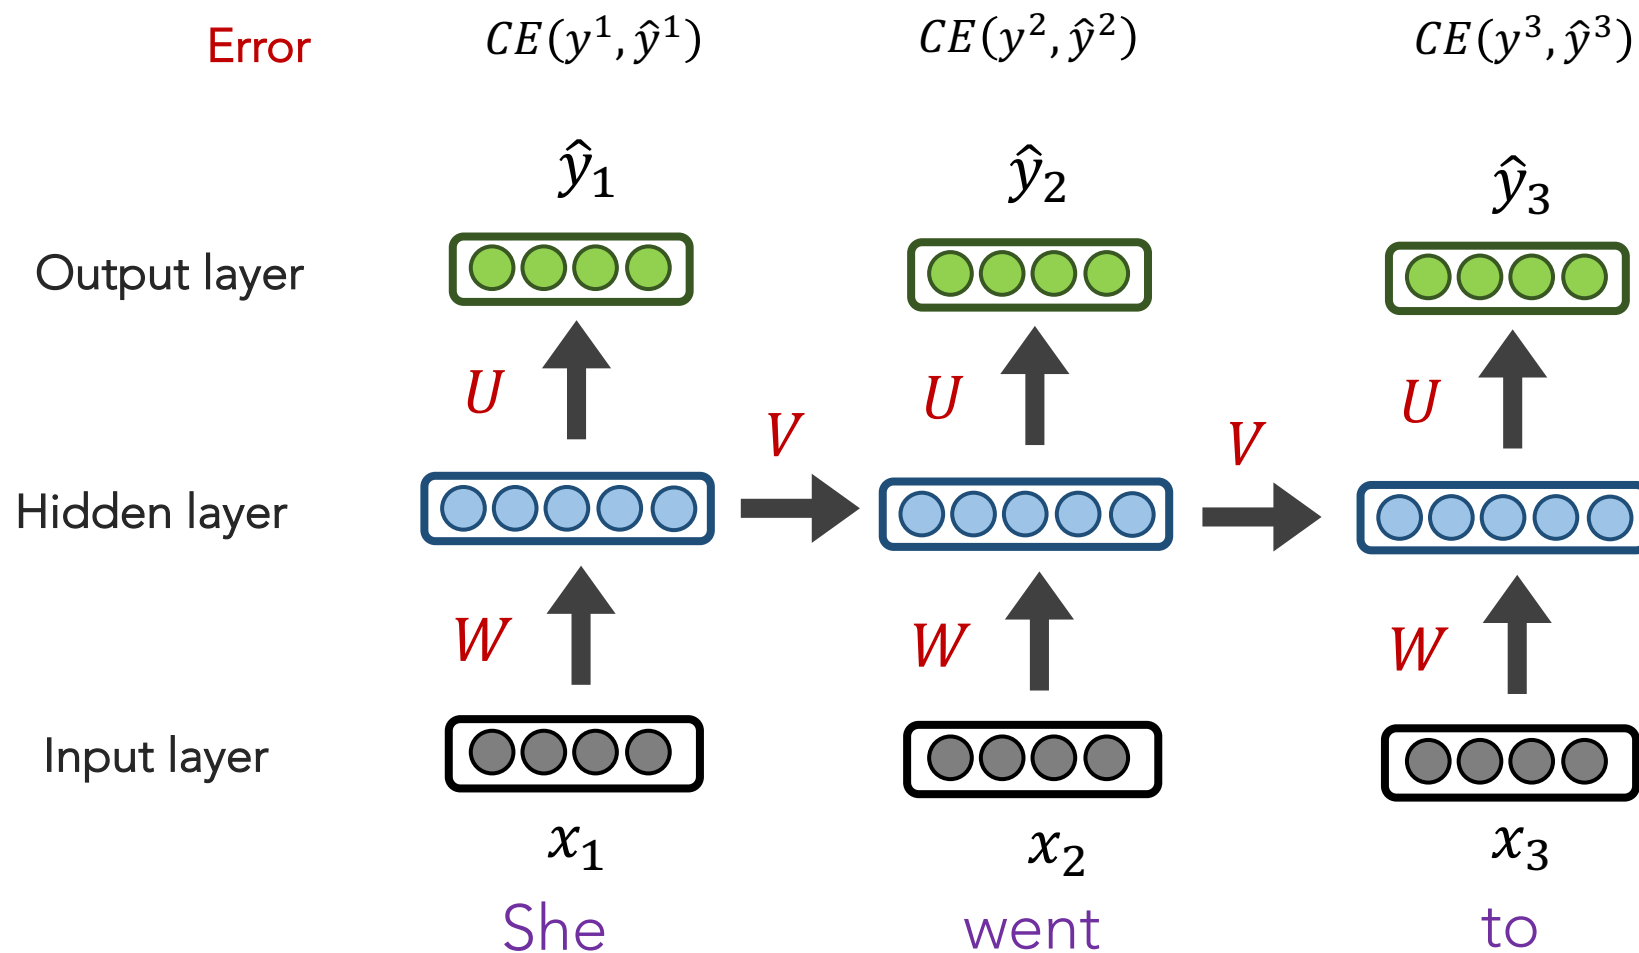 Error CE(y¹, ŷ¹) CE(y², ŷ²) CE(y³, ŷ³)
ŷ₁ ŷ₂ ŷ₃
Output layer
U U U
V V
Hidden layer
W W W
Input layer
x₁ x₂ x₃
She went to